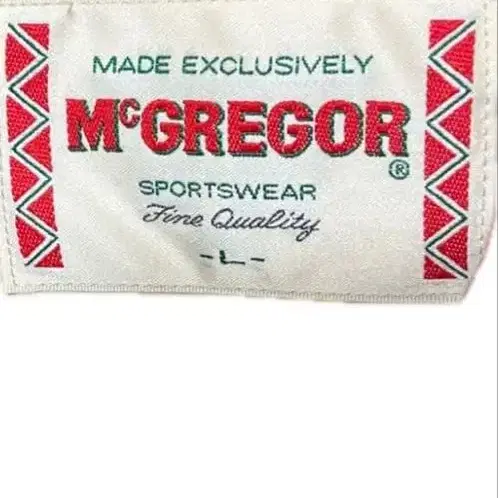 MADE EXCLUSIVELY
McGREGOR
®
SPORTSWEAR
Fine Quality
-L-